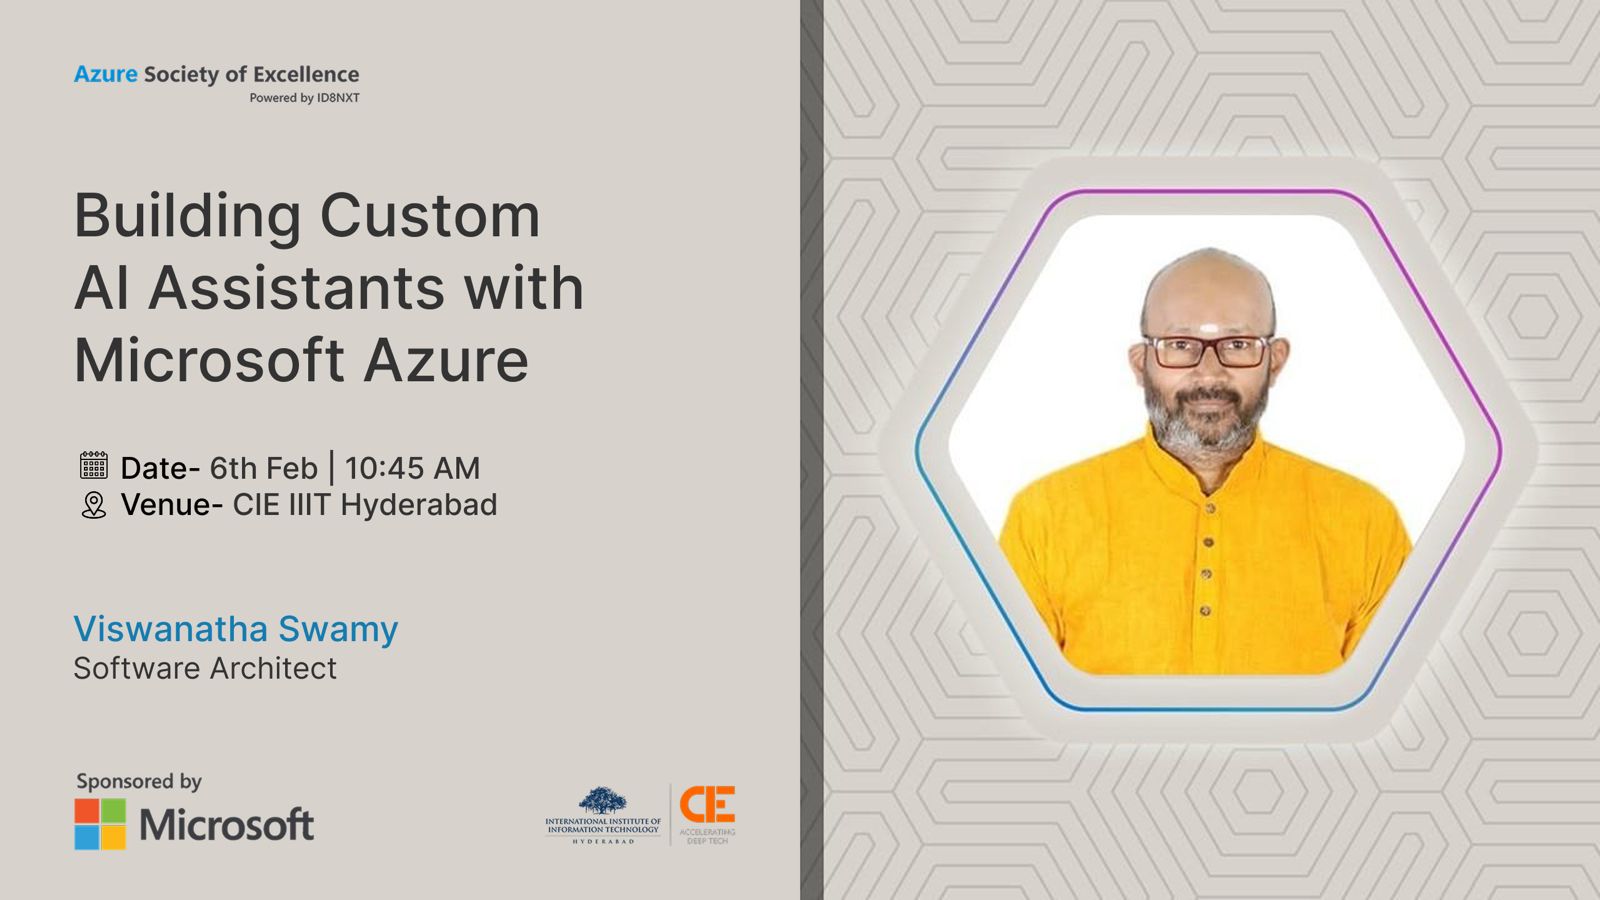 Azure Society of Excellence
Powered by ID8NXT
Building Custom
AI Assistants with
Microsoft Azure
Date- 6th Feb | 10:45 AM
Venue- CIE IIIT Hyderabad
Viswanatha Swamy
Software Architect
Sponsored by
Microsoft
INTERNATIONAL INSTITUTE OF
INFORMATION TECHNOLOGY
HYDERABAD
CIE
ACCELERATING
DEEP TECH